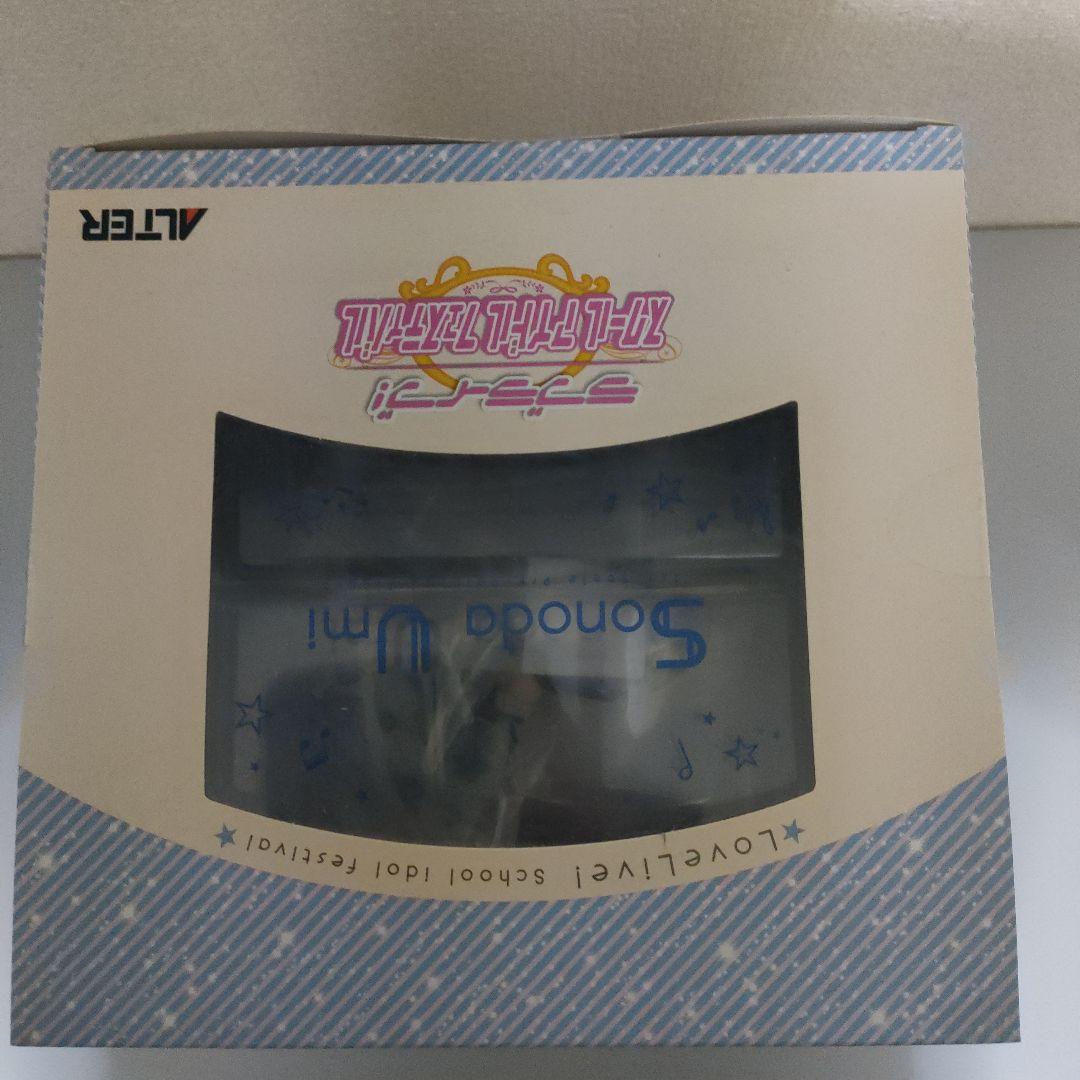 ★LoveLive! School idol festival★
Sonoda Umi
ラブライブ!
スクールアイドルフェスティバル
ALTER